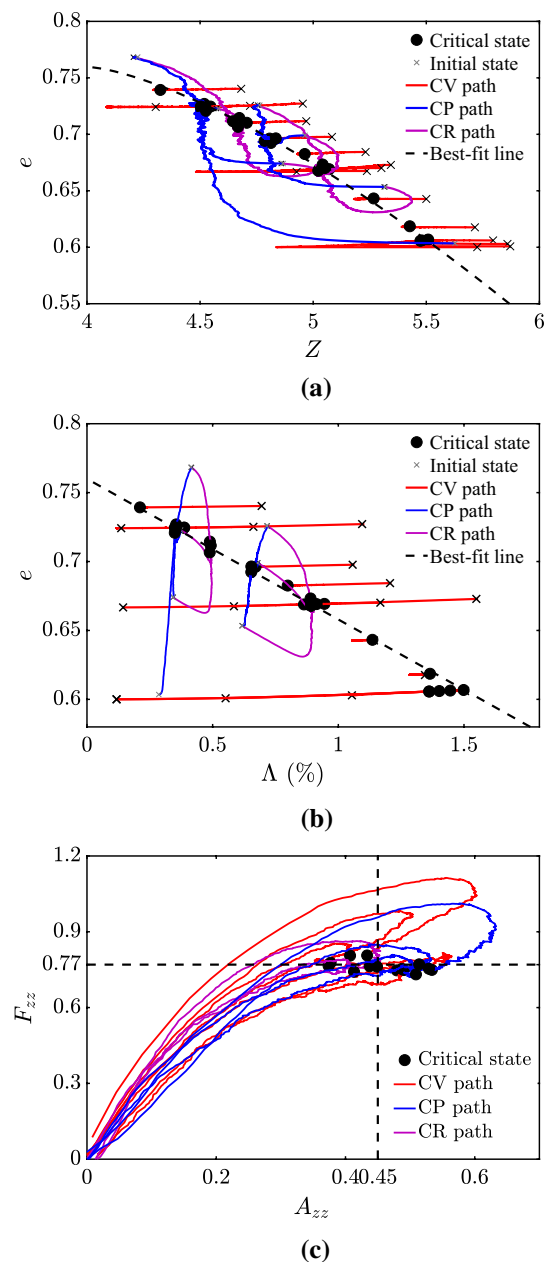 0.8
0.75
0.7
0.65
0.6
0.55
e
Critical state
Initial state
CV path
CP path
CR path
Best-fit line
4 4.5 5 5.5 6
Z
(a)
0.8
0.75
0.7
0.65
0.6
e
Critical state
Initial state
CV path
CP path
CR path
Best-fit line
0 0.5 1 1.5
Λ (%)
(b)
1.2
0.9
0.77
0.6
0.3
0
F_zz
Critical state
CV path
CP path
CR path
0 0.2 0.4 0.45 0.6
A_zz
(c)